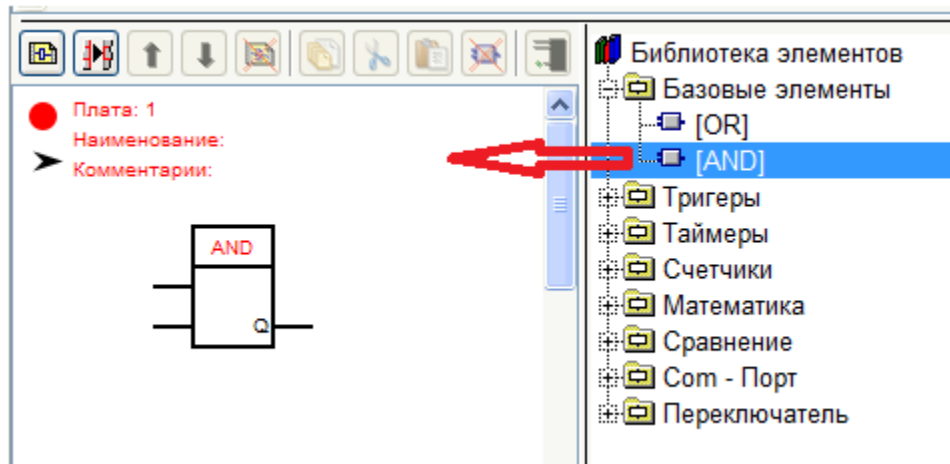 Плата: 1
Наименование:
Комментарии:
AND
Q
Библиотека элементов
Базовые элементы
[OR]
[AND]
Тригеры
Таймеры
Счетчики
Математика
Сравнение
Com - Порт
Переключатель